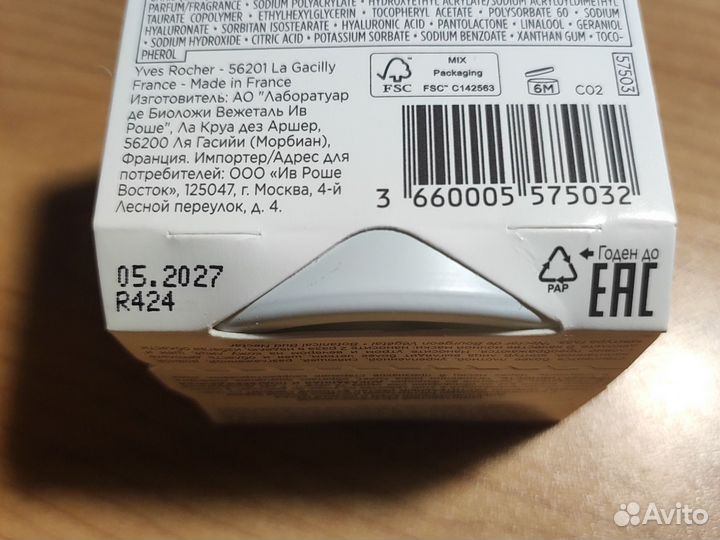 PARFUM/FRAGRANCE • SODIUM POLYACRYLATE • HYDROXYETHYL ACRYLATE/SODIUM ACRYLOYLDIMETHYL
TAURATE COPOLYMER • ETHYLHEXYLGLYCERIN • TOCOPHERYL ACETATE • POLYSORBATE 60 • SODIUM
HYALURONATE • SORBITAN ISOSTEARATE • HYALURONIC ACID • PANTOLACTONE • LINALOOL • GERANIOL
• SODIUM HYDROXIDE • CITRIC ACID • POTASSIUM SORBATE • SODIUM BENZOATE • XANTHAN GUM • TOCO-
PHEROL
57503
Yves Rocher - 56201 La Gacilly
France - Made in France
Изготовитель: АО "Лаборатуар
де Биоложи Вежеталь Ив
Роше", Ла Круа дез Аршер,
56200 Ля Гасийи (Морбиан),
Франция. Импортер/Адрес для
потребителей: ООО «Ив Роше
Восток», 125047, г. Москва, 4-й
Лесной переулок, д. 4.
FSC
MIX
Packaging
FSC™ C142563
6M
CO2
3 660005 575032
05.2027
R424
PAP
Годен до
EAC
Avito